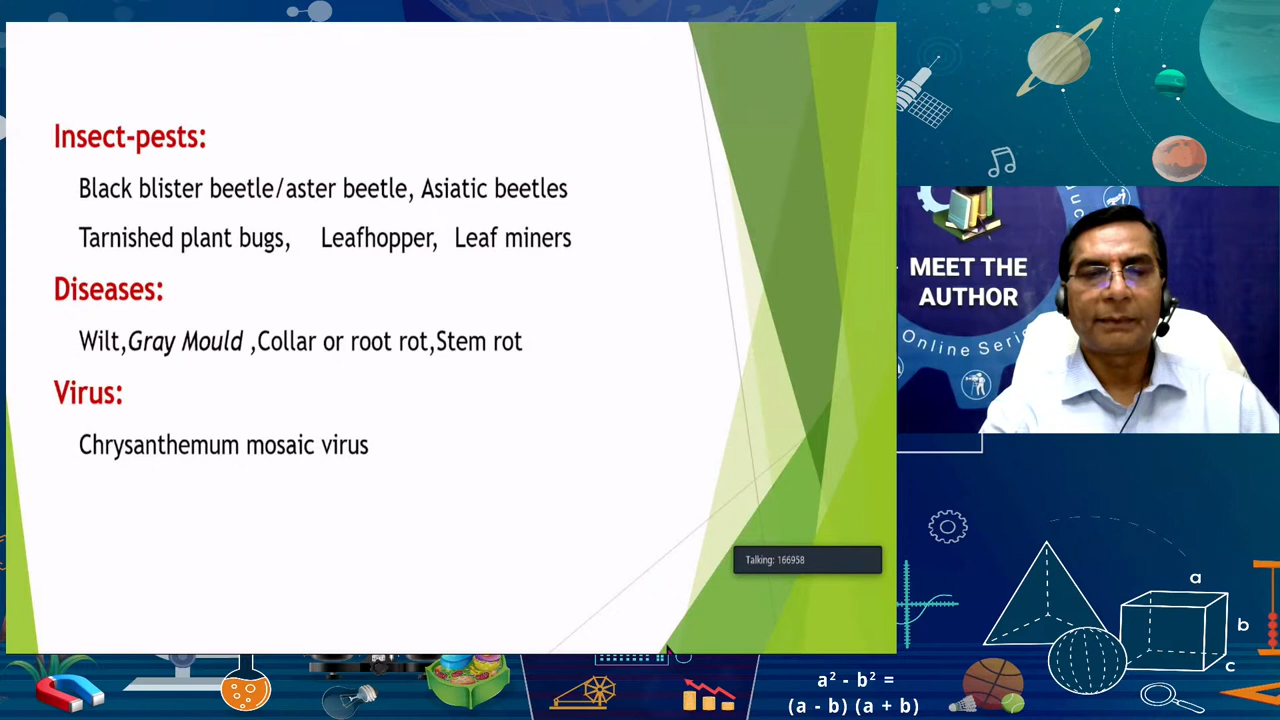 Insect-pests:
Black blister beetle/aster beetle, Asiatic beetles
Tarnished plant bugs, Leafhopper, Leaf miners
Diseases:
Wilt,Gray Mould ,Collar or root rot,Stem rot
Virus:
Chrysanthemum mosaic virus
Talking: 166958
MEET THE
AUTHOR
Online Serie
a
b
c
a² - b² =
(a - b) (a + b)